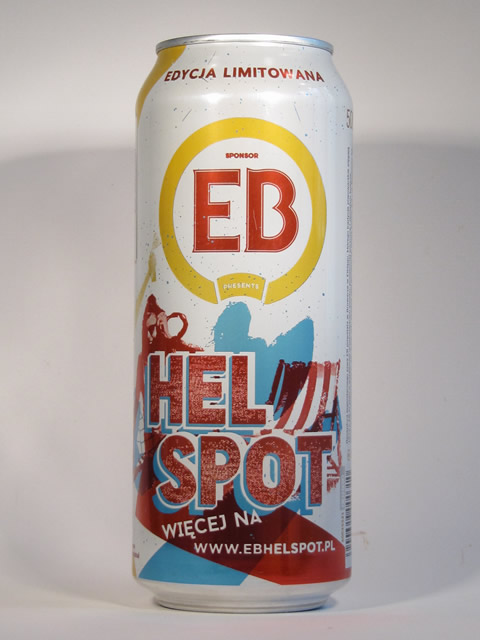 EDYCJA LIMITOWANA
SPONSOR
EB
PRESENTS
HEL
SPOT
WIĘCEJ NA
WWW.EBHELSPOT.PL